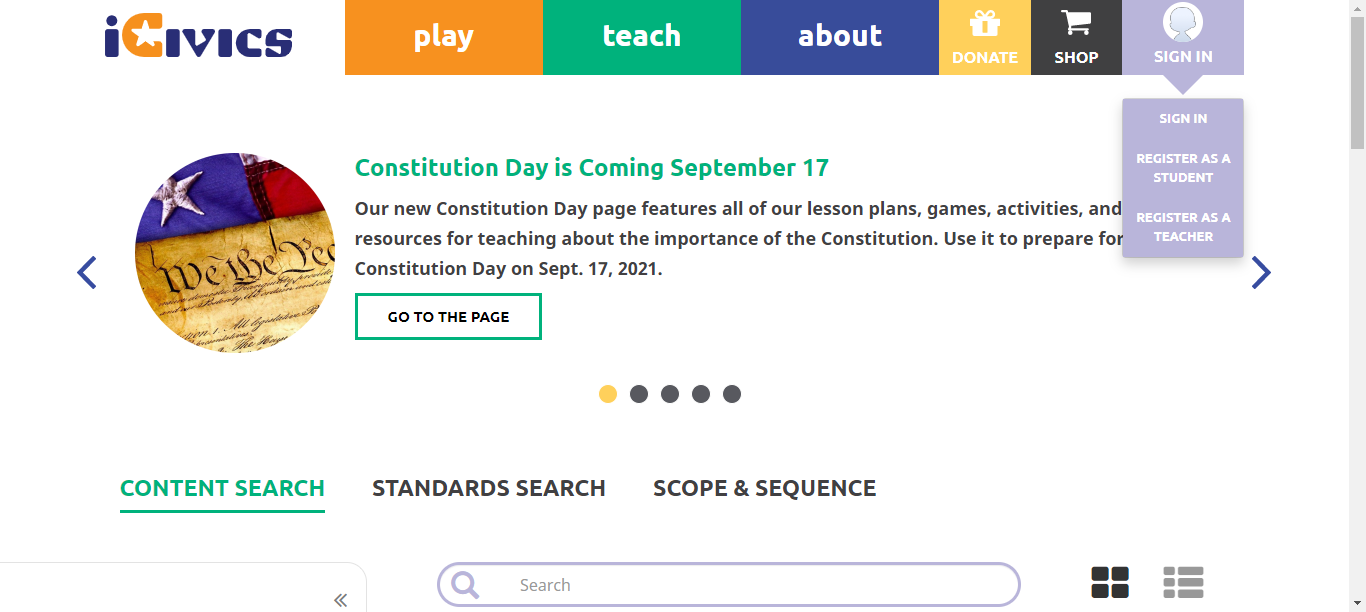 iCivics
play
teach
about
DONATE
SHOP
SIGN IN
SIGN IN
REGISTER AS A
STUDENT
REGISTER AS A
TEACHER
Constitution Day is Coming September 17
Our new Constitution Day page features all of our lesson plans, games, activities, and
resources for teaching about the importance of the Constitution. Use it to prepare for
Constitution Day on Sept. 17, 2021.
We the Peo
GO TO THE PAGE
CONTENT SEARCH
STANDARDS SEARCH
SCOPE & SEQUENCE
Search